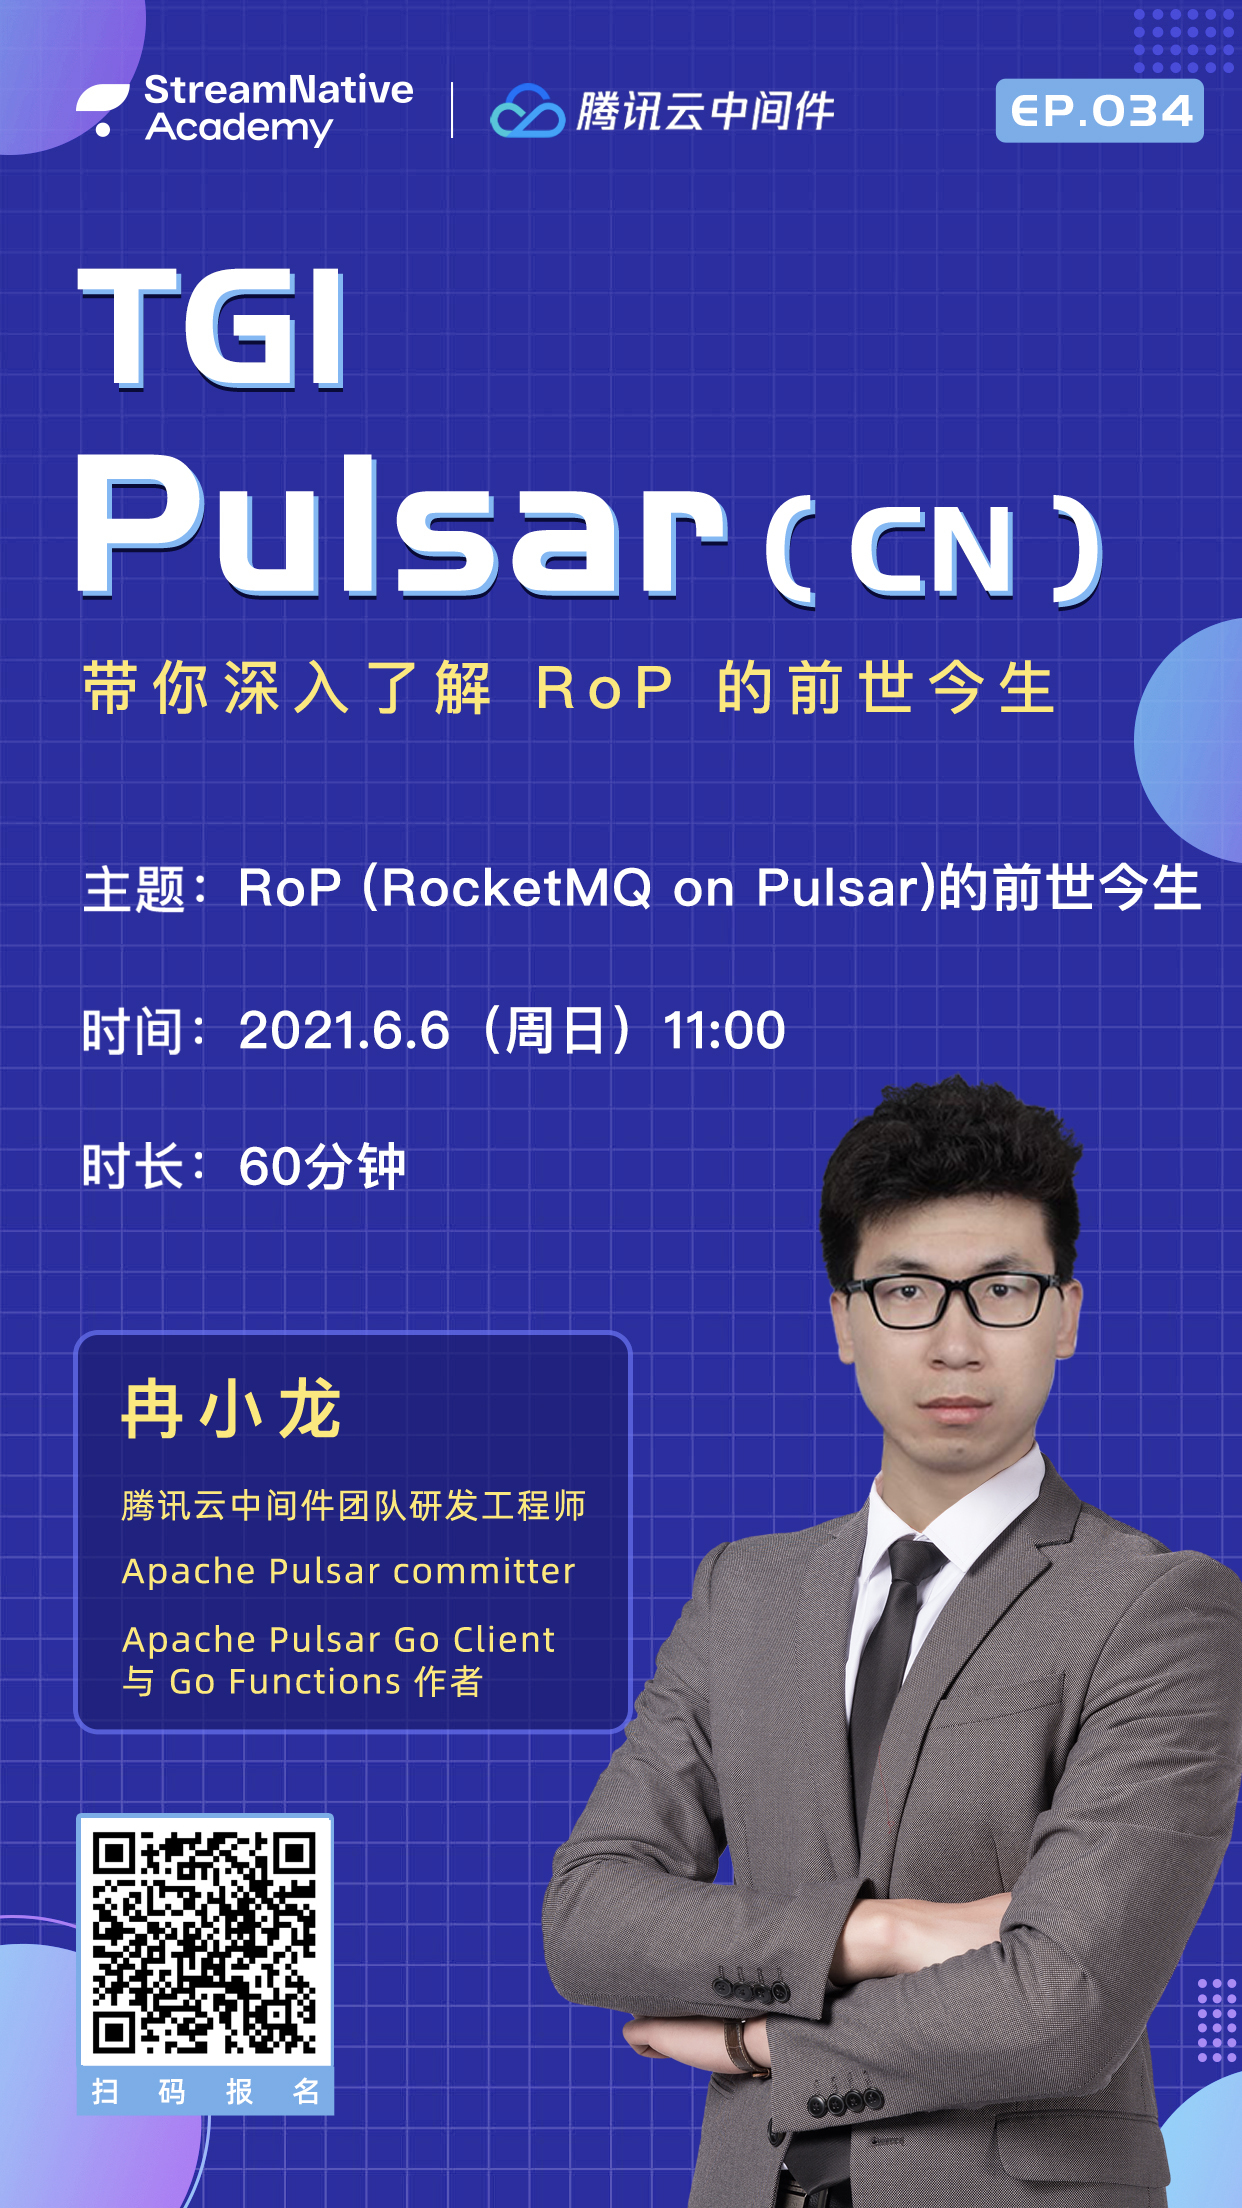 StreamNative
Academy
腾讯云中间件
EP.034
TGI
Pulsar(CN)
带你深入了解 RoP 的前世今生
主题：RoP (RocketMQ on Pulsar)的前世今生
时间：2021.6.6（周日）11:00
时长：60分钟
冉小龙
腾讯云中间件团队研发工程师
Apache Pulsar committer
Apache Pulsar Go Client
与 Go Functions 作者
扫码报名